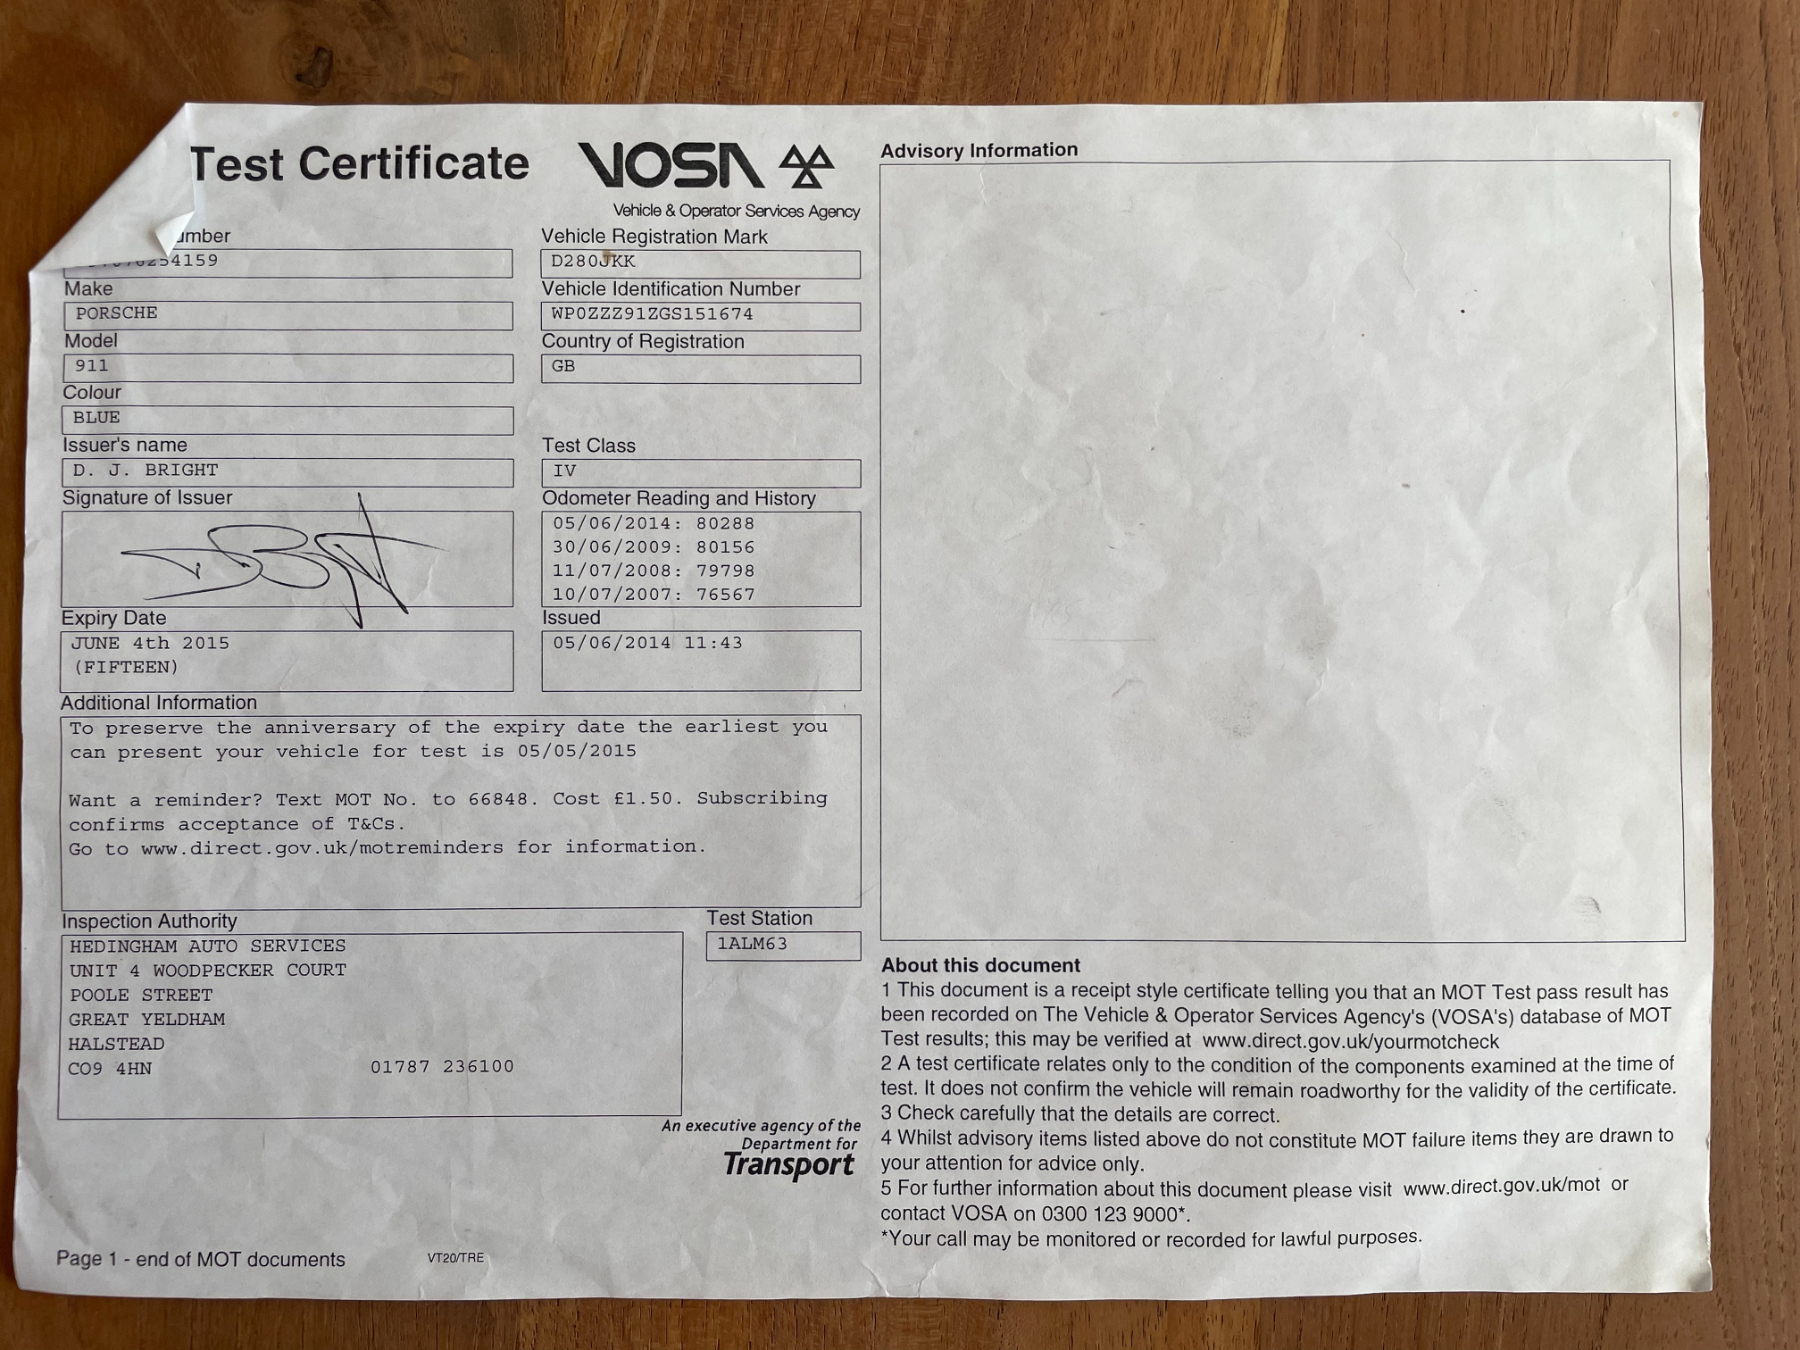 Test Certificate
VOSA
Vehicle & Operator Services Agency
Vehicle Registration Mark
54159
D280JKK
Make
Vehicle Identification Number
PORSCHE
WP0ZZZ91ZGS151674
Model
Country of Registration
911
GB
Colour
BLUE
Issuer's name
Test Class
D. J. BRIGHT
IV
Signature of Issuer
Odometer Reading and History
05/06/2014: 80288
30/06/2009: 80156
11/07/2008: 79798
10/07/2007: 76567
Expiry Date
Issued
JUNE 4th 2015
(FIFTEEN)
05/06/2014 11:43
Additional Information
To preserve the anniversary of the expiry date the earliest you
can present your vehicle for test is 05/05/2015
Want a reminder? Text MOT No. to 66848. Cost £1.50. Subscribing
confirms acceptance of T&Cs.
Go to www.direct.gov.uk/motreminders for information.
Inspection Authority
Test Station
HEDINGHAM AUTO SERVICES
1ALM63
UNIT 4 WOODPECKER COURT
POOLE STREET
GREAT YELDHAM
HALSTEAD
CO9 4HN 01787 236100
An executive agency of the
Department for
Transport
Page 1 - end of MOT documents
VT20/TRE
Advisory Information
About this document
1 This document is a receipt style certificate telling you that an MOT Test pass result has
been recorded on The Vehicle & Operator Services Agency's (VOSA's) database of MOT
Test results; this may be verified at www.direct.gov.uk/yourmotcheck
2 A test certificate relates only to the condition of the components examined at the time of
test. It does not confirm the vehicle will remain roadworthy for the validity of the certificate.
3 Check carefully that the details are correct.
4 Whilst advisory items listed above do not constitute MOT failure items they are drawn to
your attention for advice only.
5 For further information about this document please visit www.direct.gov.uk/mot or
contact VOSA on 0300 123 9000*.
*Your call may be monitored or recorded for lawful purposes.